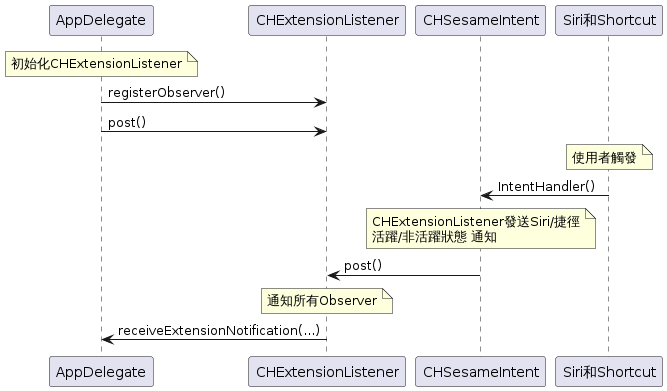 AppDelegate
CHExtensionListener
CHSesameIntent
Siri和Shortcut
初始化CHExtensionListener
registerObserver()
post()
使用者觸發
IntentHandler()
CHExtensionListener發送Siri/捷徑
活躍/非活躍狀態 通知
post()
通知所有Observer
receiveExtensionNotification(...)
AppDelegate
CHExtensionListener
CHSesameIntent
Siri和Shortcut